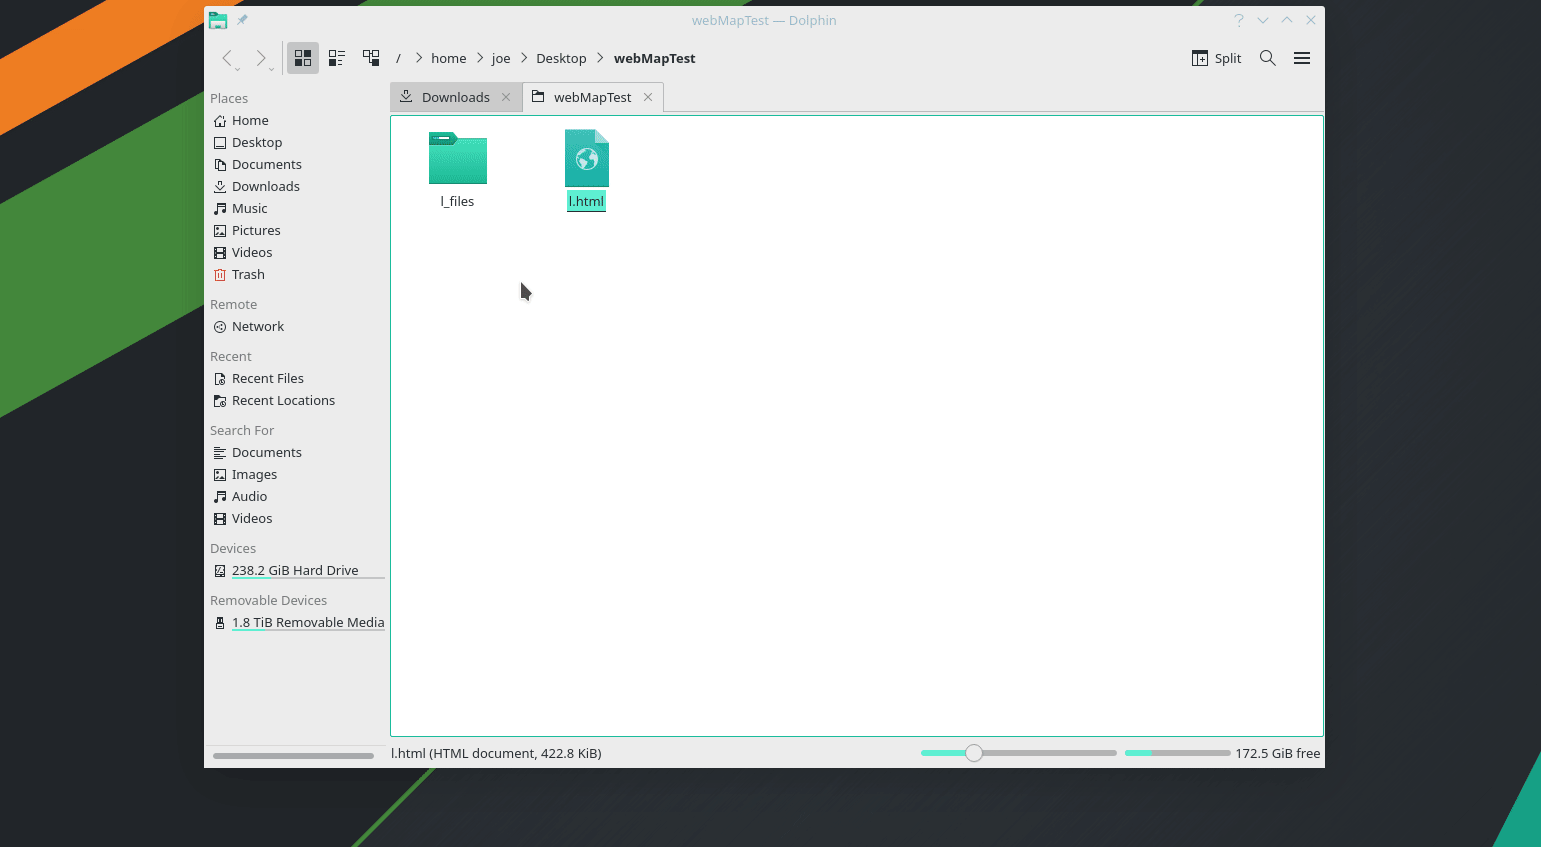 webMapTest — Dolphin
/ home joe Desktop webMapTest Split
Downloads webMapTest
Places
Home
Desktop
Documents
Downloads
Music
Pictures
Videos
Trash
Remote
Network
Recent
Recent Files
Recent Locations
Search For
Documents
Images
Audio
Videos
Devices
238.2 GiB Hard Drive
Removable Devices
1.8 TiB Removable Media
l_files l.html
l.html (HTML document, 422.8 KiB) 172.5 GiB free